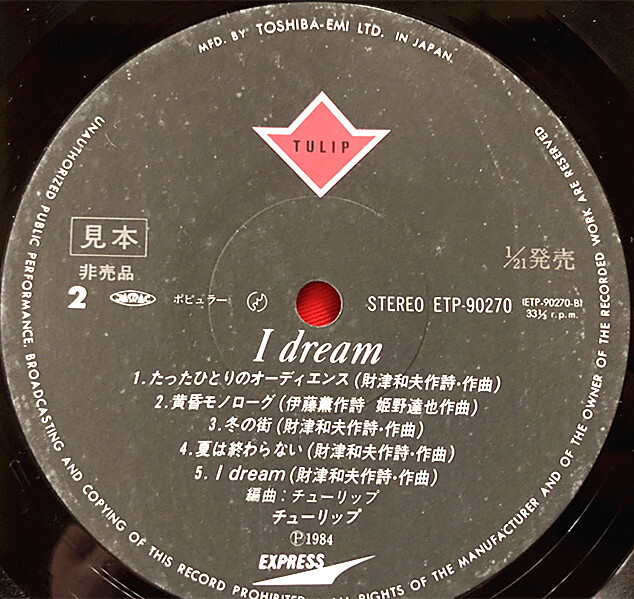 MFD. BY TOSHIBA-EMI LTD. IN JAPAN.
TULIP
見本
非売品
1/21発売
2 JASRAC ポピュラー STEREO ETP-90270 (ETP-90270-B)
33⅓ r.p.m.
I dream
1.たったひとりのオーディエンス(財津和夫作詩・作曲)
2.黄昏モノローグ(伊藤薫作詩 姫野達也作曲)
3.冬の街(財津和夫作詩・作曲)
4.夏は終わらない(財津和夫作詩・作曲)
5.I dream(財津和夫作詩・作曲)
編曲:チューリップ
チューリップ
Ⓟ1984
EXPRESS
UNAUTHORIZED PUBLIC PERFORMANCE, BROADCASTING AND COPYING OF THIS RECORD PROHIBITED. ALL RIGHTS OF THE MANUFACTURER AND OF THE OWNER OF THE RECORDED WORK ARE RESERVED